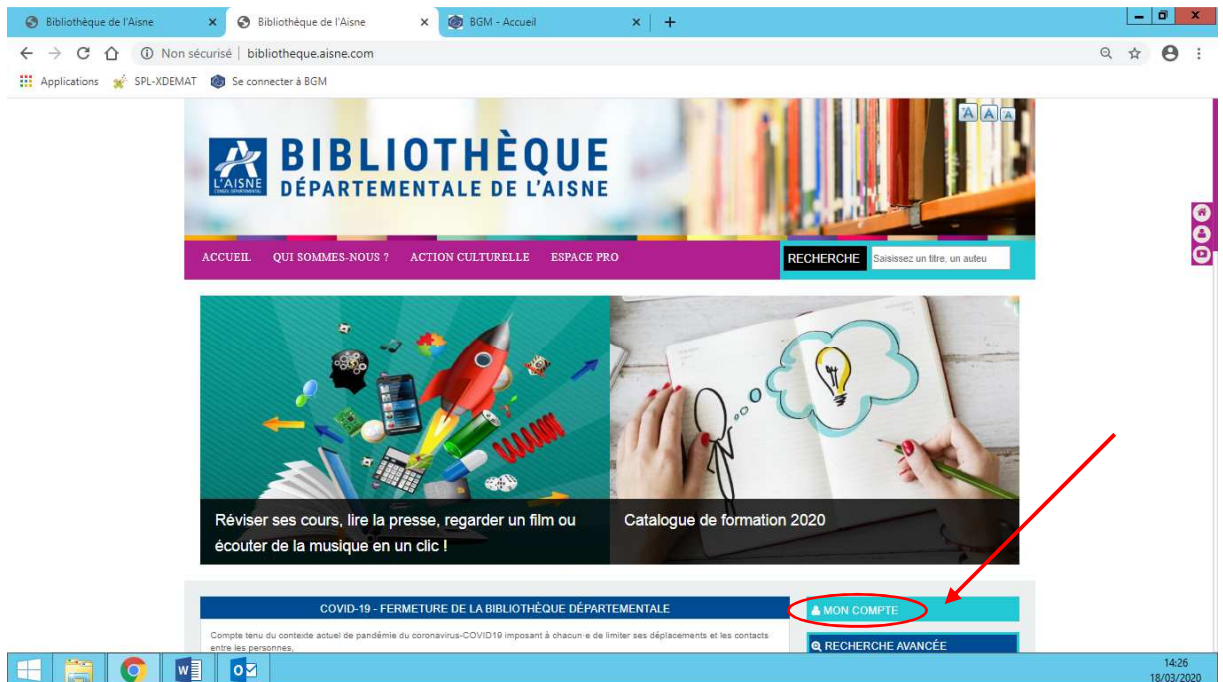 Bibliothèque de l'Aisne
Bibliothèque de l'Aisne
BGM - Accueil
Non sécurisé | bibliotheque.aisne.com
Applications SPL-XDEMAT Se connecter à BGM
A A A
L'AISNE
BIBLIOTHÈQUE
DÉPARTEMENTALE DE L'AISNE
ACCUEIL QUI SOMMES-NOUS ? ACTION CULTURELLE ESPACE PRO
RECHERCHE Saisissez un titre, un auteu
Réviser ses cours, lire la presse, regarder un film ou
écouter de la musique en un clic !
Catalogue de formation 2020
COVID-19 - FERMETURE DE LA BIBLIOTHÈQUE DÉPARTEMENTALE
MON COMPTE
Compte tenu du contexte actuel de pandémie du coronavirus-COVID19 imposant à chacun·e de limiter ses déplacements et les contacts
entre les personnes,
RECHERCHE AVANCÉE
14:26
18/03/2020